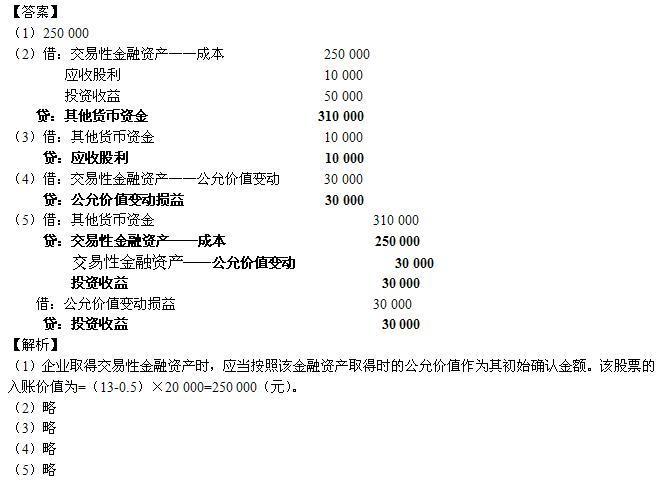 【答案】
（1）250 000
（2）借：交易性金融资产——成本 250 000
应收股利 10 000
投资收益 50 000
贷：其他货币资金 310 000
（3）借：其他货币资金 10 000
贷：应收股利 10 000
（4）借：交易性金融资产——公允价值变动 30 000
贷：公允价值变动损益 30 000
（5）借：其他货币资金 310 000
贷：交易性金融资产——成本 250 000
交易性金融资产——公允价值变动 30 000
投资收益 30 000
借：公允价值变动损益 30 000
贷：投资收益 30 000
【解析】
（1）企业取得交易性金融资产时，应当按照该金融资产取得时的公允价值作为其初始确认金额。该股票的
入账价值为=（13-0.5）×20 000=250 000（元）。
（2）略
（3）略
（4）略
（5）略